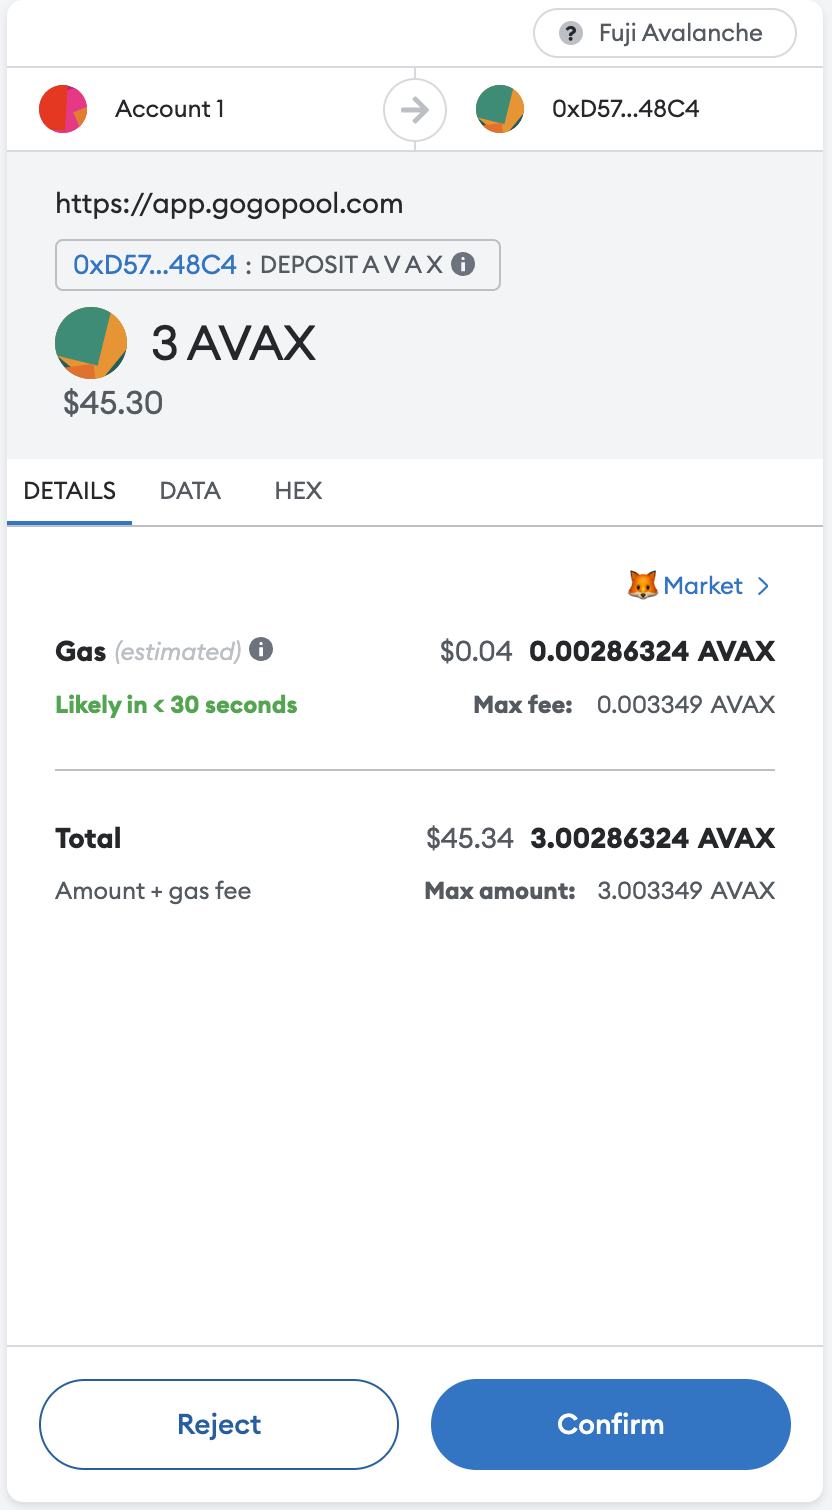 ? Fuji Avalanche
Account 1 0xD57...48C4
https://app.gogopool.com
0xD57...48C4 : DEPOSIT A V A X i
3 AVAX
$45.30
DETAILS DATA HEX
Market >
Gas (estimated) i $0.04 0.00286324 AVAX
Likely in < 30 seconds Max fee: 0.003349 AVAX
Total $45.34 3.00286324 AVAX
Amount + gas fee Max amount: 3.003349 AVAX
Reject Confirm